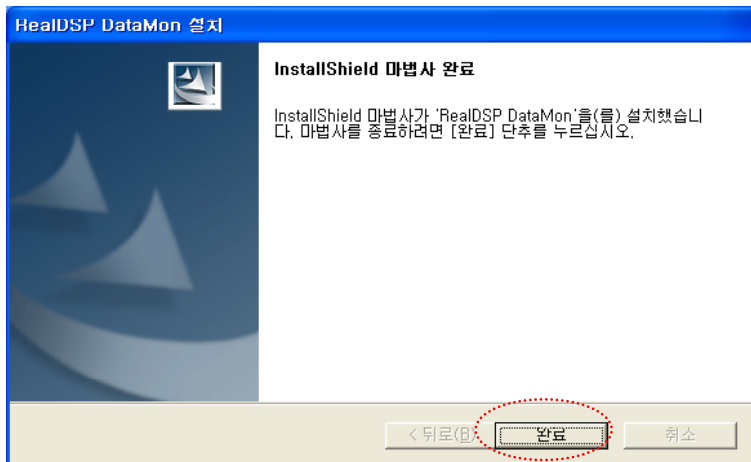 RealDSP DataMon 설치
InstallShield 마법사 완료
InstallShield 마법사가 'RealDSP DataMon'을(를) 설치했습니
다. 마법사를 종료하려면 [완료] 단추를 누르십시오.
< 뒤로(B)
완료
취소